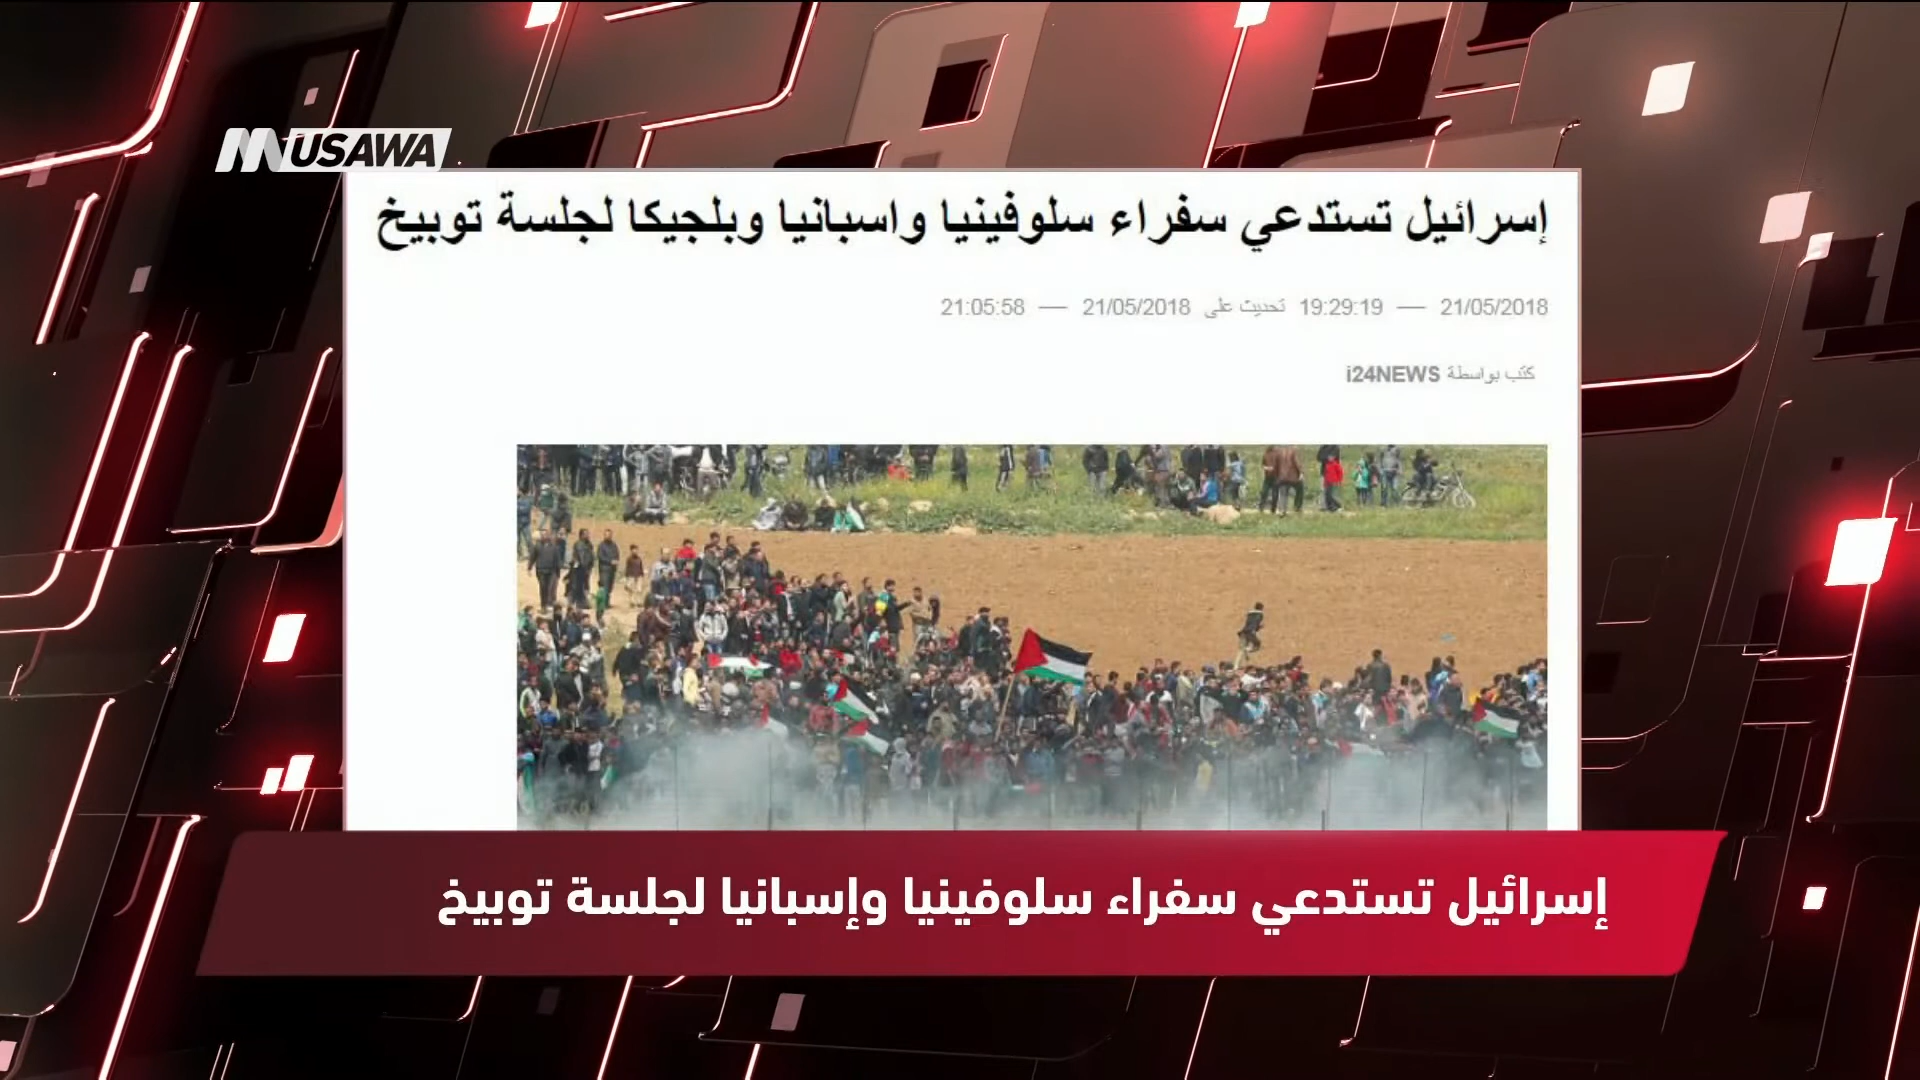 MUSAWA
إسرائيل تستدعي سفراء سلوفينيا واسبانيا وبلجيكا لجلسة توبيخ
21/05/2018 — 19:29:19 تحديث على 21/05/2018 — 21:05:58
كتب بواسطة i24NEWS
إسرائيل تستدعي سفراء سلوفينيا وإسبانيا لجلسة توبيخ